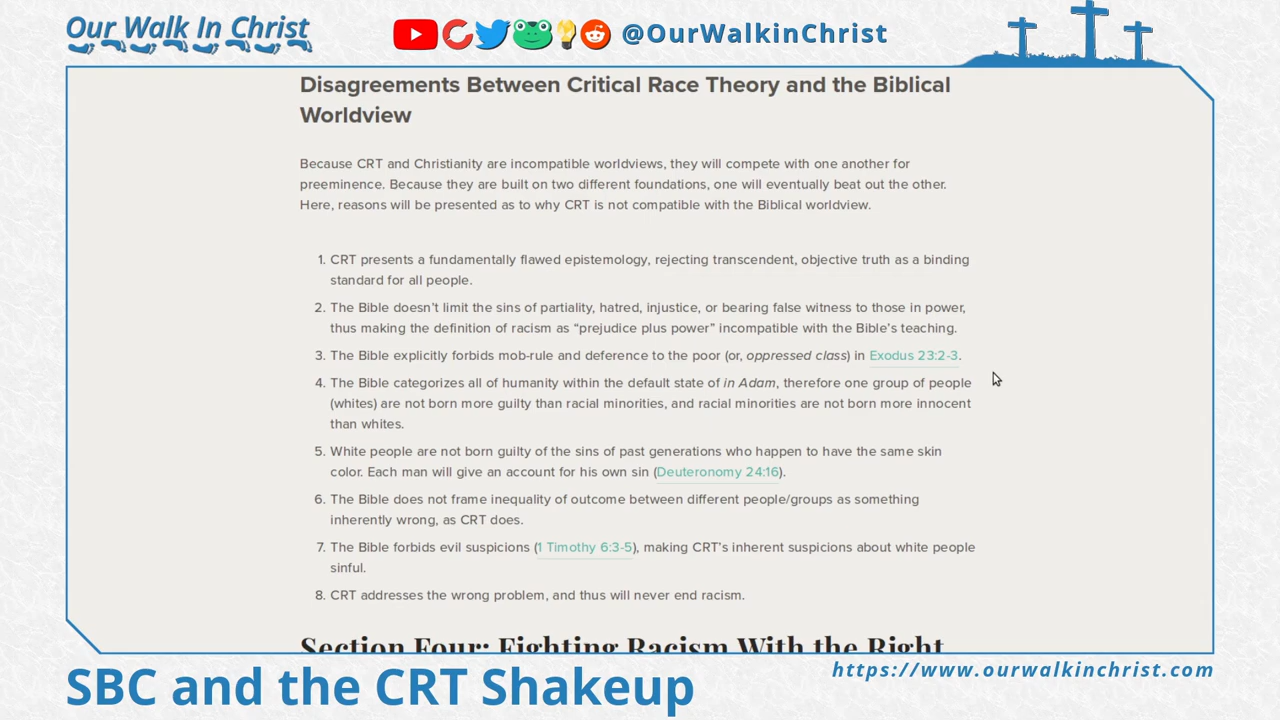 Our Walk In Christ
@OurWalkinChrist
Disagreements Between Critical Race Theory and the Biblical
Worldview
Because CRT and Christianity are incompatible worldviews, they will compete with one another for
preeminence. Because they are built on two different foundations, one will eventually beat out the other.
Here, reasons will be presented as to why CRT is not compatible with the Biblical worldview.
1. CRT presents a fundamentally flawed epistemology, rejecting transcendent, objective truth as a binding
standard for all people.
2. The Bible doesn’t limit the sins of partiality, hatred, injustice, or bearing false witness to those in power,
thus making the definition of racism as “prejudice plus power” incompatible with the Bible’s teaching.
3. The Bible explicitly forbids mob-rule and deference to the poor (or, oppressed class) in Exodus 23:2-3.
4. The Bible categorizes all of humanity within the default state of in Adam, therefore one group of people
(whites) are not born more guilty than racial minorities, and racial minorities are not born more innocent
than whites.
5. White people are not born guilty of the sins of past generations who happen to have the same skin
color. Each man will give an account for his own sin (Deuteronomy 24:16).
6. The Bible does not frame inequality of outcome between different people/groups as something
inherently wrong, as CRT does.
7. The Bible forbids evil suspicions (1 Timothy 6:3-5), making CRT’s inherent suspicions about white people
sinful.
8. CRT addresses the wrong problem, and thus will never end racism.
Section Four: Fighting Racism With the Right
SBC and the CRT Shakeup
https://www.ourwalkinchrist.com